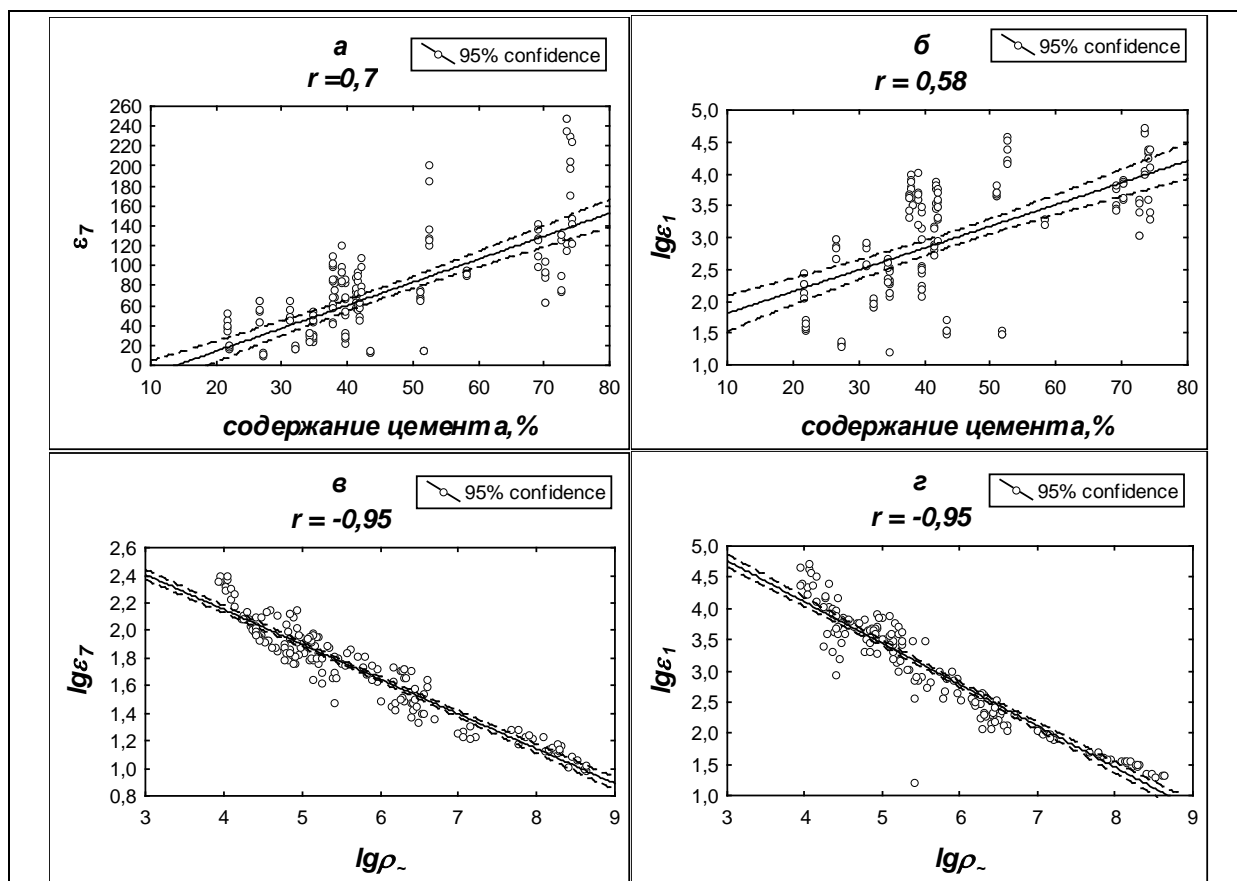 а
r =0,7
95% confidence
ε7
260
240
220
200
180
160
140
120
100
80
60
40
20
0
10 20 30 40 50 60 70 80
содержание цемента,%
б
r = 0,58
95% confidence
lgε1
5,0
4,5
4,0
3,5
3,0
2,5
2,0
1,5
1,0
10 20 30 40 50 60 70 80
содержание цемента,%
в
r = -0,95
95% confidence
lgε7
2,6
2,4
2,2
2,0
1,8
1,6
1,4
1,2
1,0
0,8
3 4 5 6 7 8 9
lgρ~
г
r = -0,95
95% confidence
lgε1
5,0
4,5
4,0
3,5
3,0
2,5
2,0
1,5
1,0
3 4 5 6 7 8 9
lgρ~